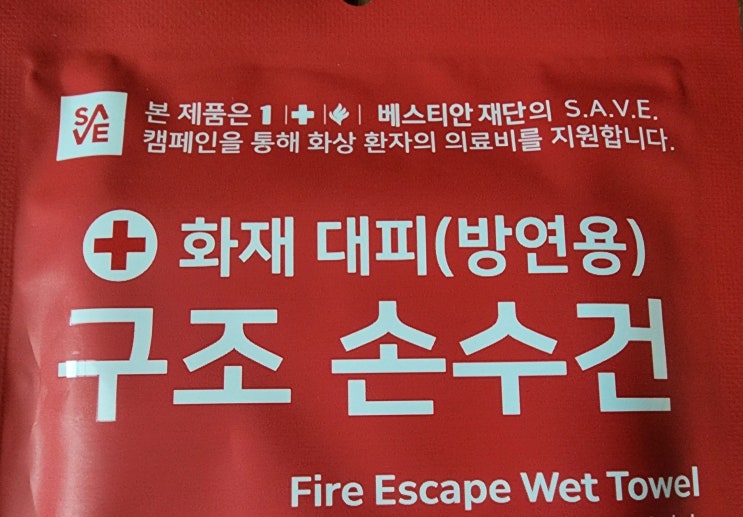 SAVE
본 제품은 1 | | | 베스티안 재단의 S.A.V.E.
캠페인을 통해 화상 환자의 의료비를 지원합니다.
화재 대피(방연용)
구조 손수건
Fire Escape Wet Towel